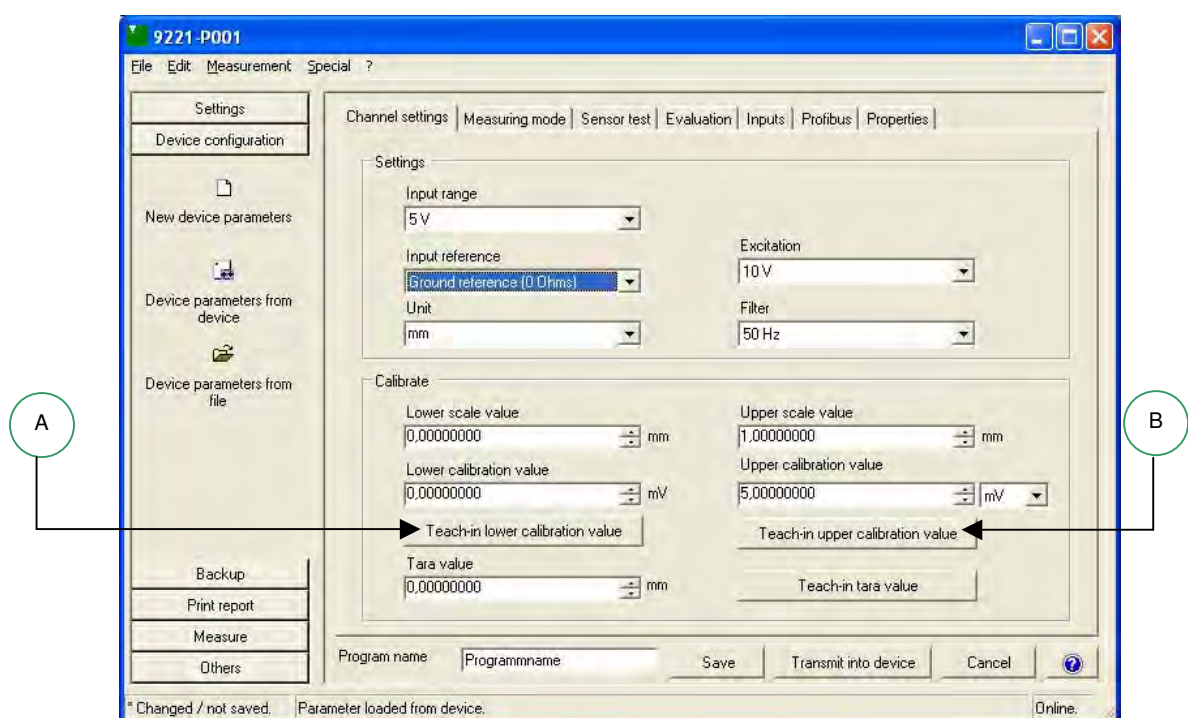 9221-P001
File Edit Measurement Special ?
Settings
Device configuration
New device parameters
Device parameters from
device
Device parameters from
file
Backup
Print report
Measure
Others
Channel settings Measuring mode Sensor test Evaluation Inputs Profibus Properties
Settings
Input range
5 V
Input reference
Ground reference (0 Ohms)
Excitation
10 V
Unit
mm
Filter
50 Hz
Calibrate
Lower scale value
0,00000000 mm
Upper scale value
1,00000000 mm
Lower calibration value
0,00000000 mV
Upper calibration value
5,00000000 mV
Teach-in lower calibration value
Teach-in upper calibration value
Tara value
0,00000000 mm
Teach-in tara value
Program name Programmname Save Transmit into device Cancel ?
* Changed / not saved. Parameter loaded from device. Online.
A
B